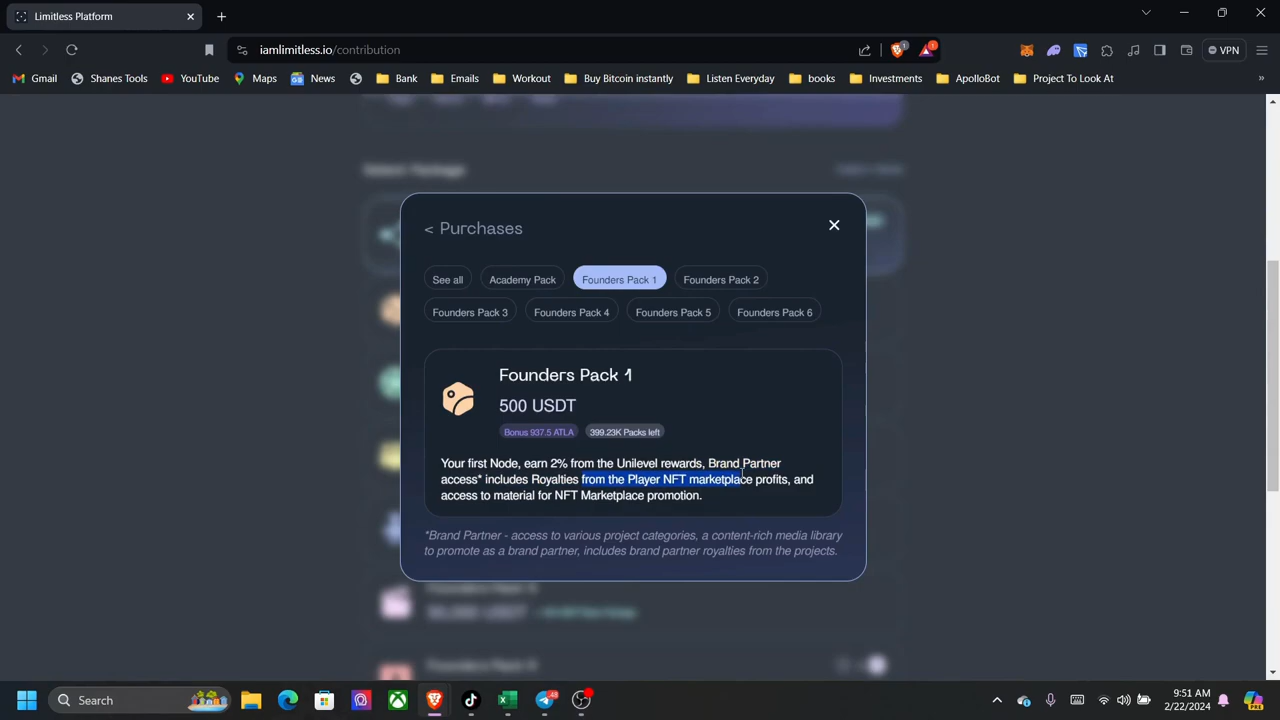 Limitless Platform
iamlimitless.io/contribution
1
1
VPN
Gmail
Shanes Tools
YouTube
Maps
News
Bank
Emails
Workout
Buy Bitcoin instantly
Listen Everyday
books
Investments
ApolloBot
Project To Look At
»
Select Package
< Purchases
See all
Academy Pack
Founders Pack 1
Founders Pack 2
Founders Pack 3
Founders Pack 4
Founders Pack 5
Founders Pack 6
Founders Pack 1
500 USDT
Bonus 937.5 ATLA
399.23K Packs left
Your first Node, earn 2% from the Unilevel rewards, Brand Partner
access* includes Royalties from the Player NFT marketplace profits, and
access to material for NFT Marketplace promotion.
*Brand Partner - access to various project categories, a content-rich media library
to promote as a brand partner, includes brand partner royalties from the projects.
Search
48
9:51 AM
2/22/2024